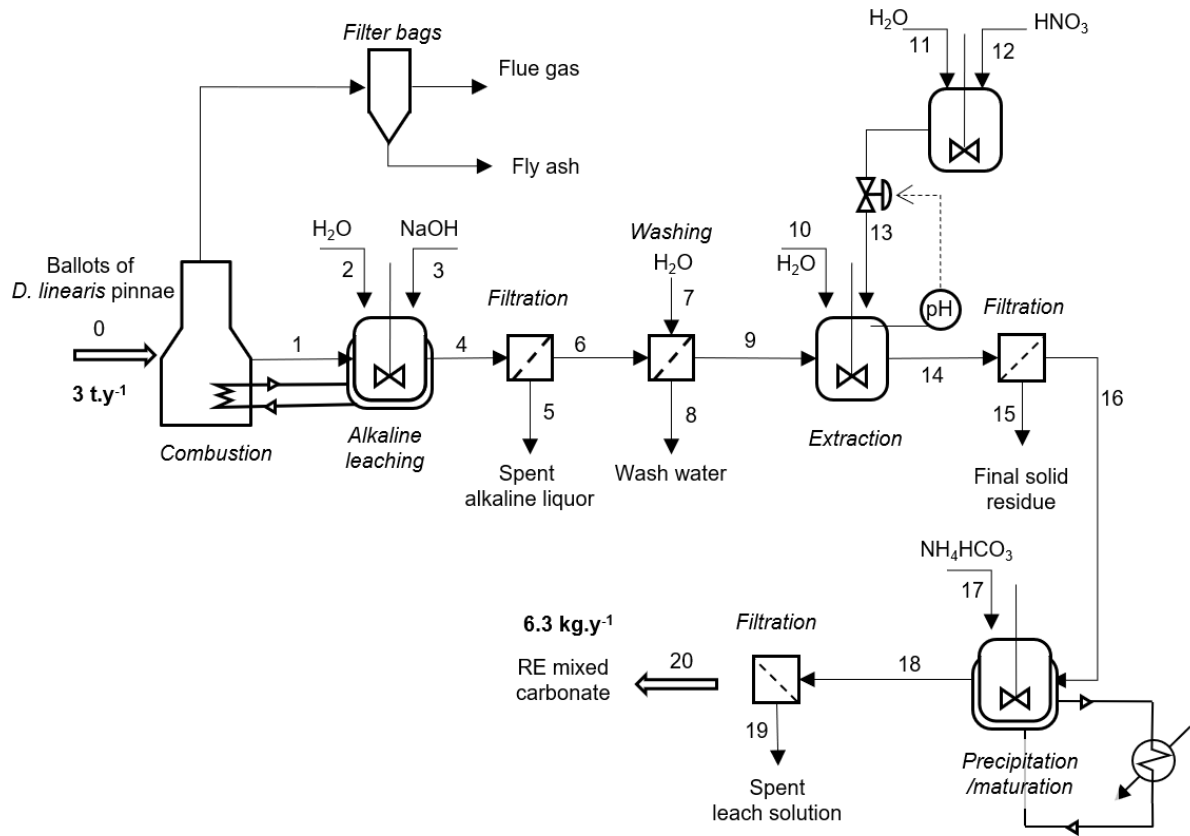 Filter bags
Flue gas
Fly ash
H₂O
11
HNO₃
12
13
H₂O
2
NaOH
3
Washing
H₂O
7
10
H₂O
pH
Ballots of
D. linearis pinnae
0
3 t.y⁻¹
1
Combustion
Alkaline
leaching
4
Filtration
5
Spent
alkaline liquor
6
8
Wash water
9
Extraction
14
Filtration
15
Final solid
residue
16
NH₄HCO₃
17
Precipitation
/maturation
18
Filtration
19
Spent
leach solution
20
6.3 kg.y⁻¹
RE mixed
carbonate